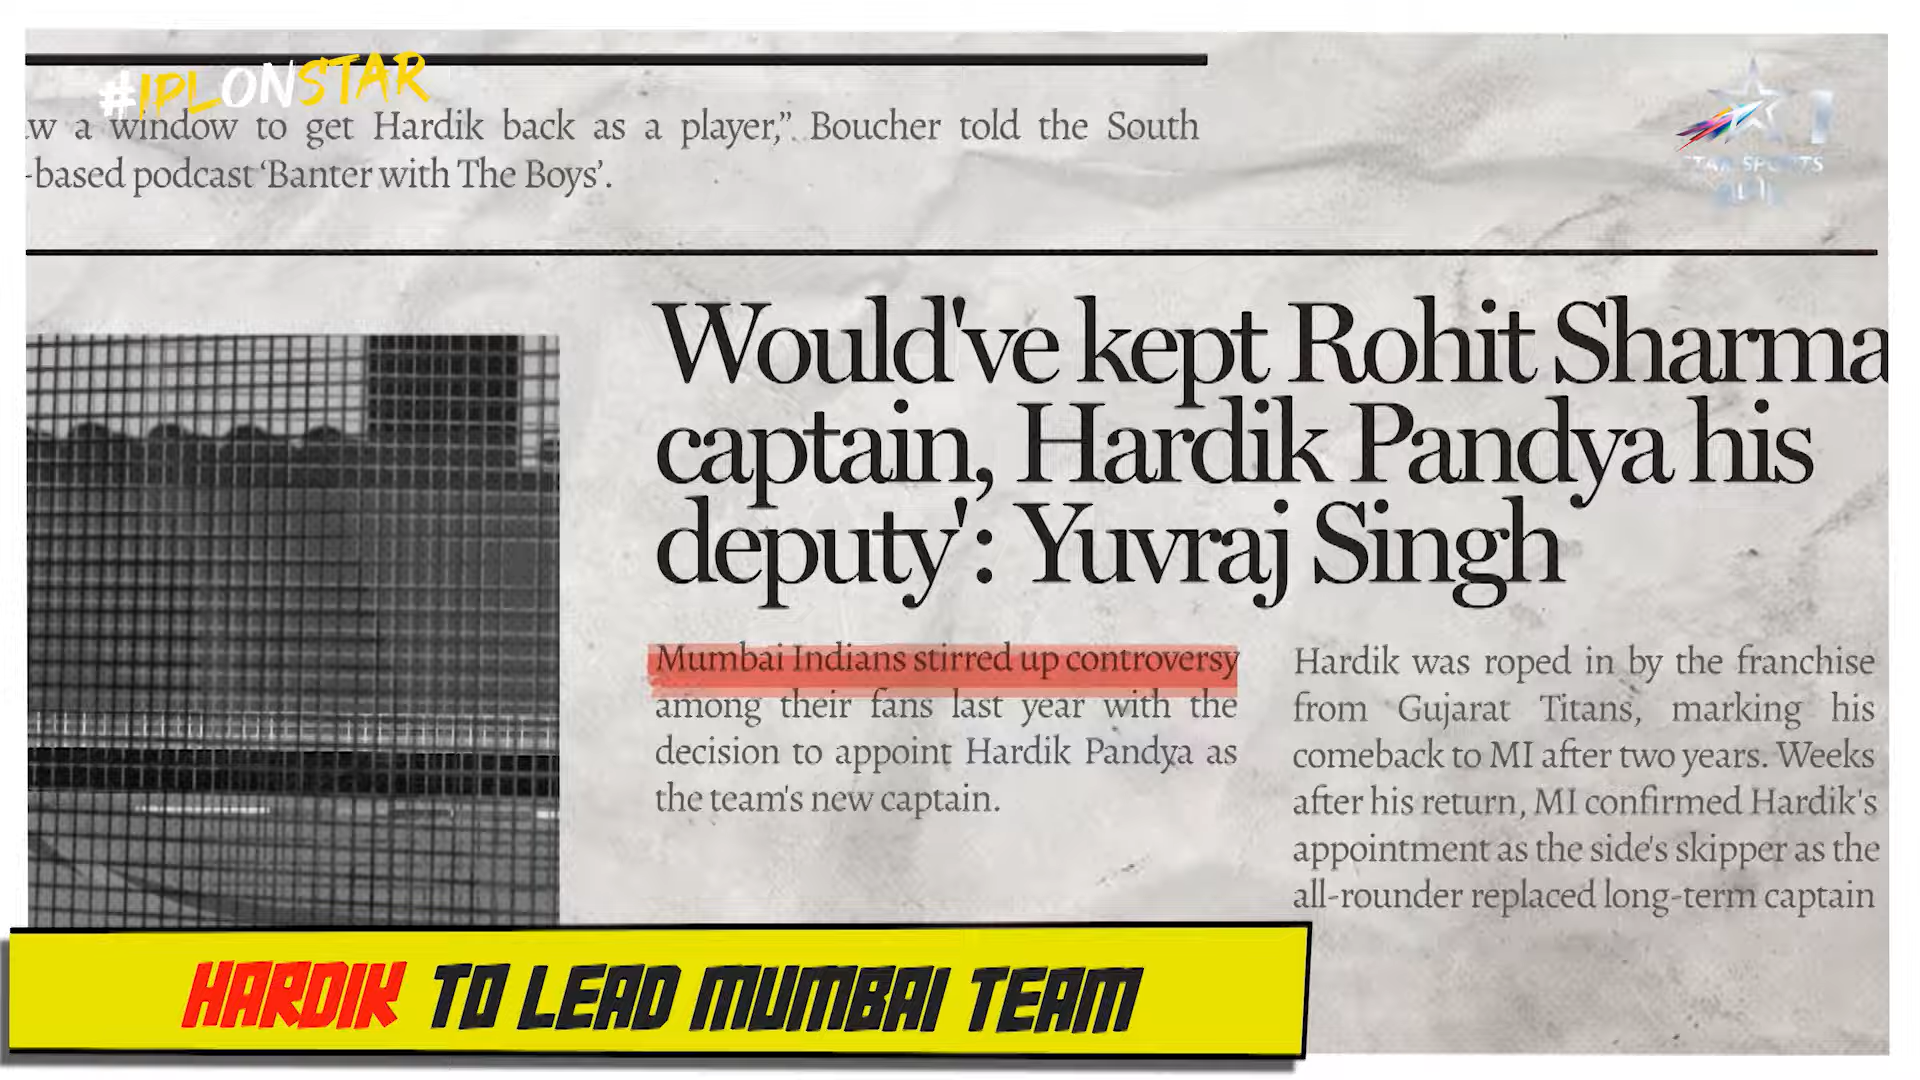 #IPLONSTAR
w a window to get Hardik back as a player,”. Boucher told the South
-based podcast ‘Banter with The Boys’.
STAR SPORTS
Would've kept Rohit Sharma
captain, Hardik Pandya his
deputy': Yuvraj Singh
Mumbai Indians stirred up controversy
among their fans last year with the
decision to appoint Hardik Pandya as
the team's new captain.
Hardik was roped in by the franchise
from Gujarat Titans, marking his
comeback to MI after two years. Weeks
after his return, MI confirmed Hardik's
appointment as the side's skipper as the
all-rounder replaced long-term captain
HARDIK TO LEAD MUMBAI TEAM